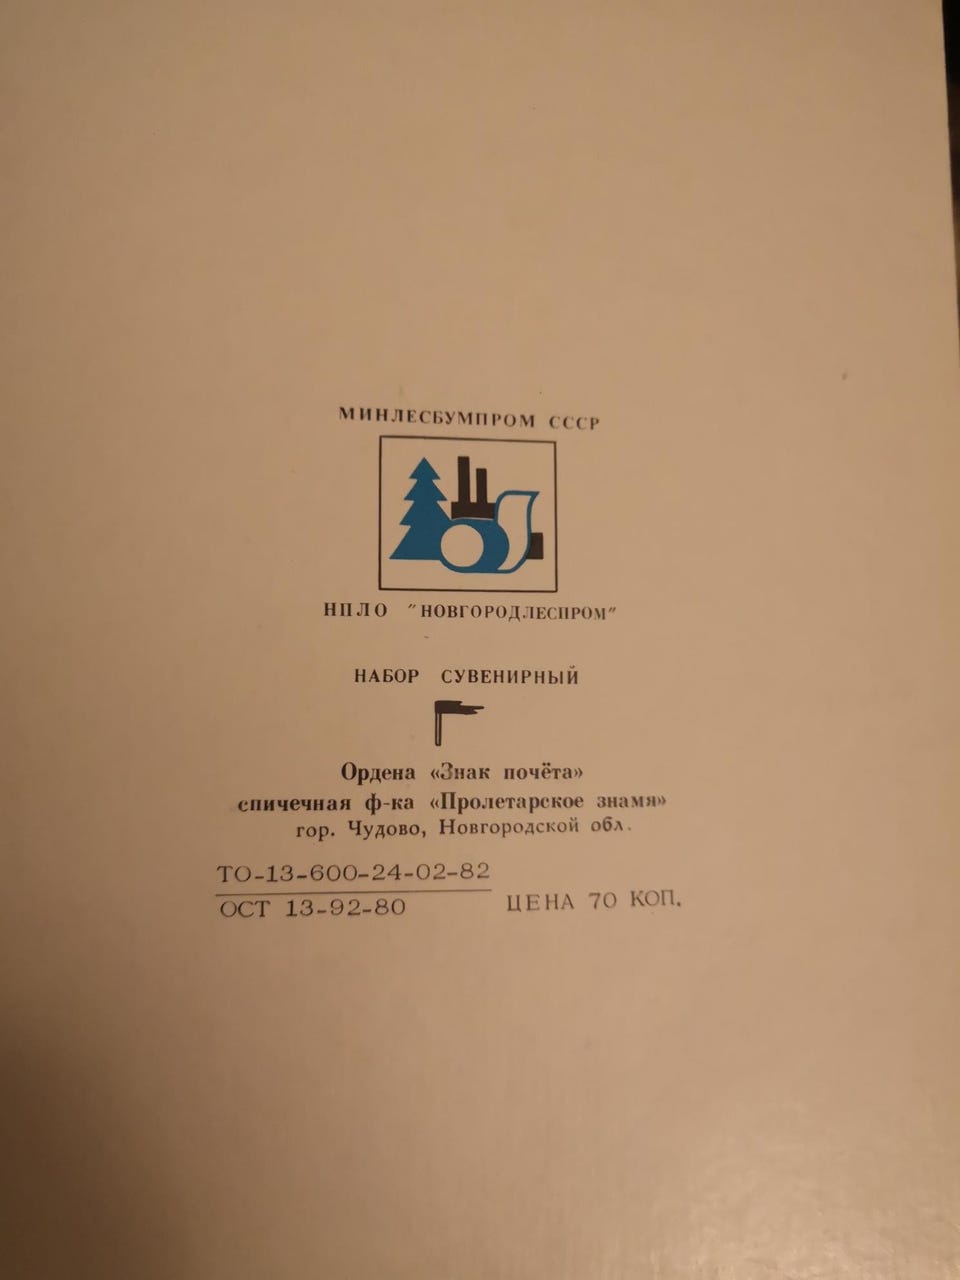 МИНЛЕСБУМПРОМ СССР
НПЛО "НОВГОРОДЛЕСПРОМ"
НАБОР СУВЕНИРНЫЙ
Ордена «Знак почёта»
спичечная ф-ка «Пролетарское знамя»
гор. Чудово, Новгородской обл.
ТО-13-600-24-02-82
ОСТ 13-92-80 ЦЕНА 70 КОП.